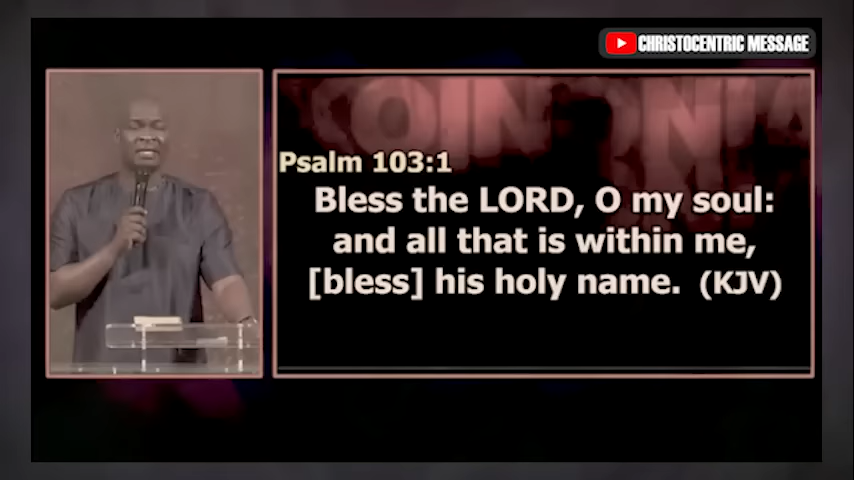 CHRISTOCENTRIC MESSAGE
Psalm 103:1
Bless the LORD, O my soul:
and all that is within me,
[bless] his holy name. (KJV)